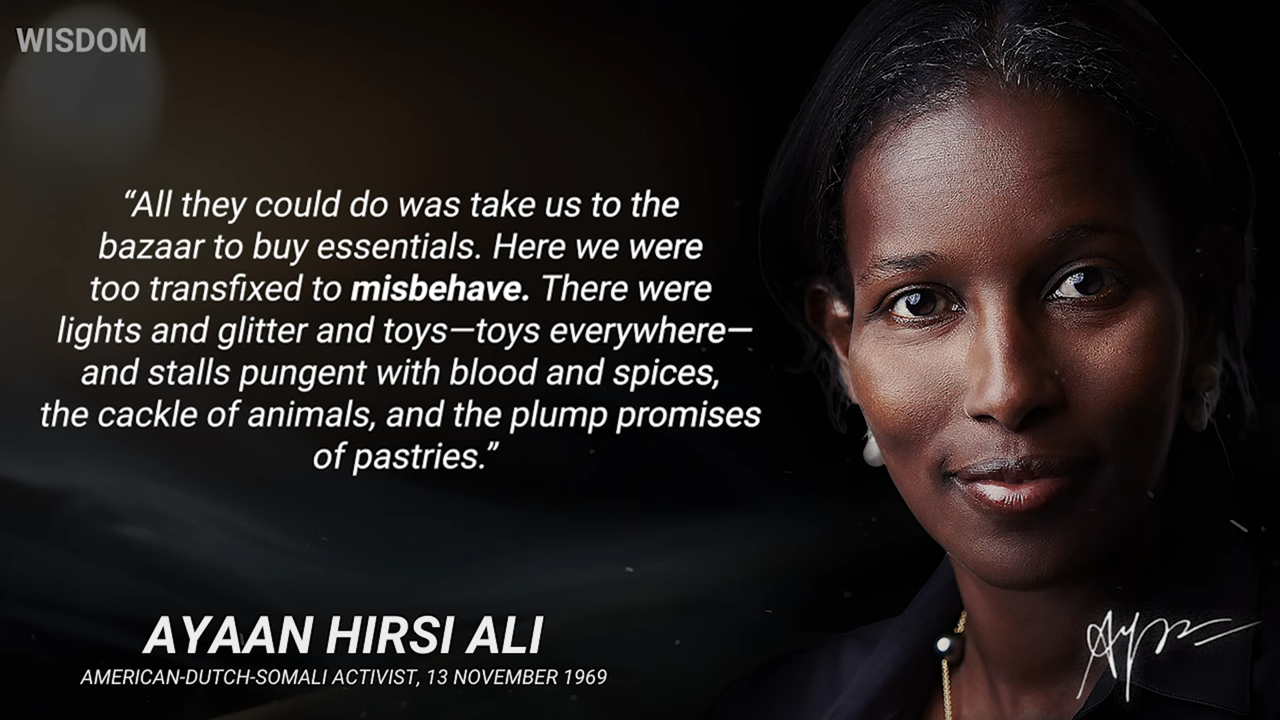 WISDOM
“All they could do was take us to the
bazaar to buy essentials. Here we were
too transfixed to misbehave. There were
lights and glitter and toys—toys everywhere—
and stalls pungent with blood and spices,
the cackle of animals, and the plump promises
of pastries.”
AYAAN HIRSI ALI
AMERICAN-DUTCH-SOMALI ACTIVIST, 13 NOVEMBER 1969